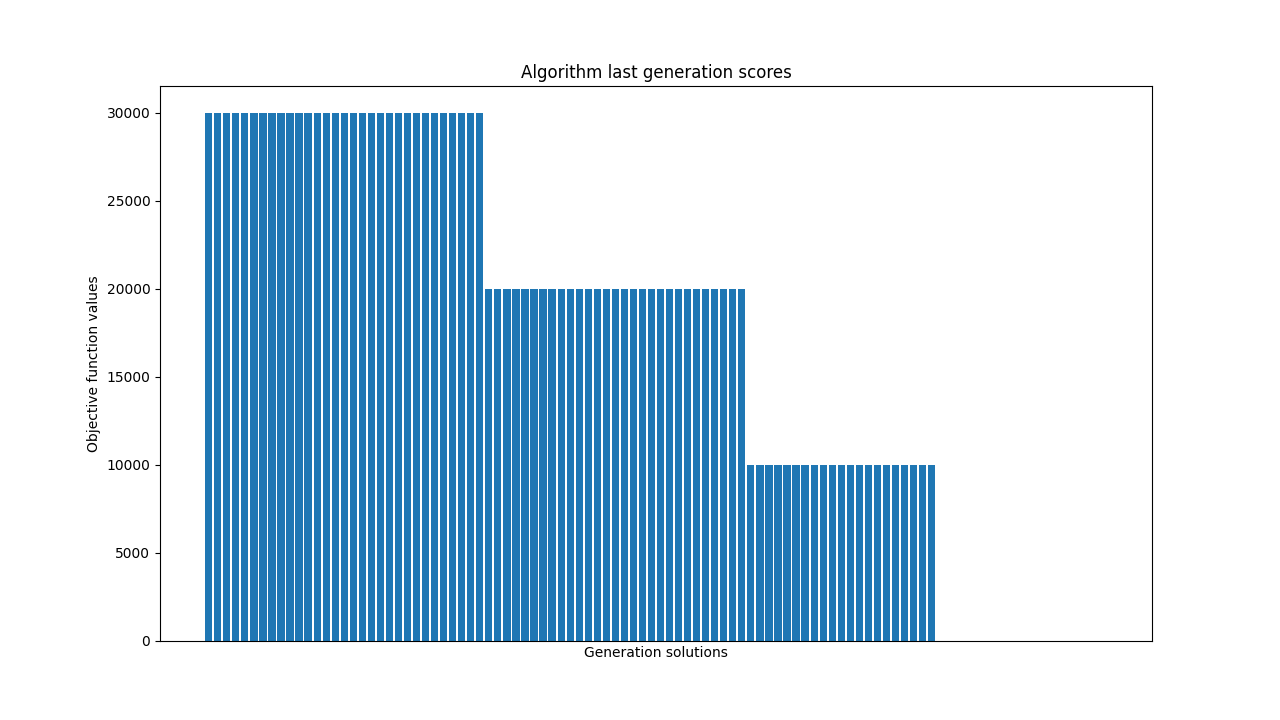 Algorithm last generation scores
30000
25000
20000
15000
10000
5000
0
Objective function values
Generation solutions